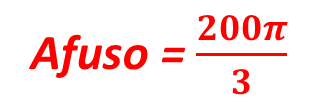 Afuso = 200π/3